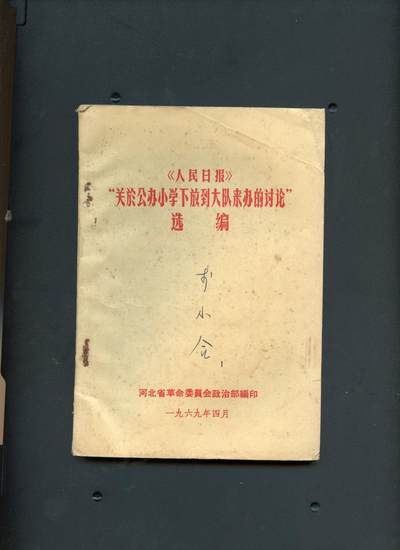 《人民日报》
“关於公办小学下放到大队来办的讨论”
选编
小
河北省革命委員会政治部編印
一九六九年四月